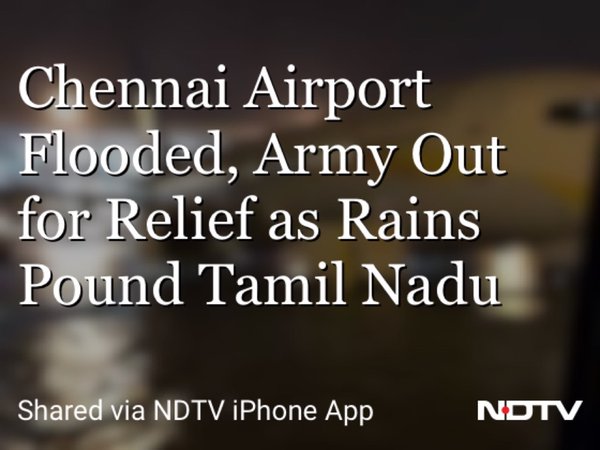 Chennai Airport
Flooded, Army Out
for Relief as Rains
Pound Tamil Nadu
Shared via NDTV iPhone App
NDTV